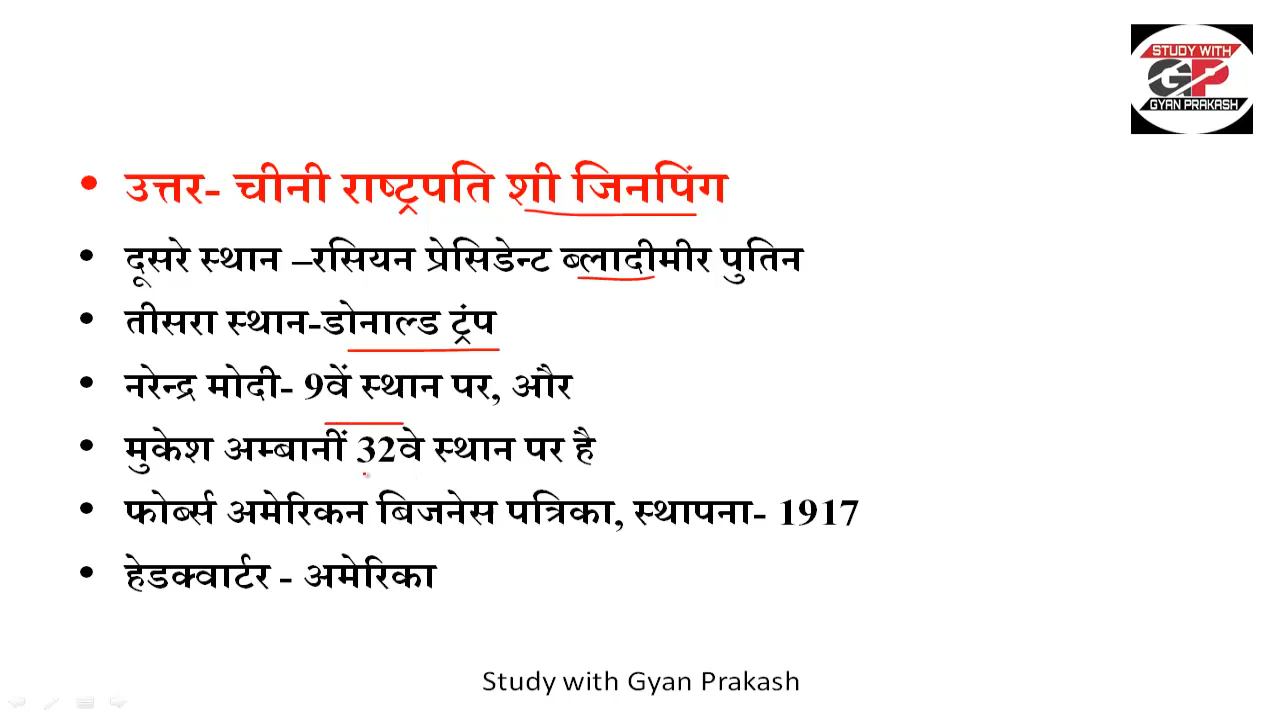 STUDY WITH
GP
GYAN PRAKASH
उत्तर- चीनी राष्ट्रपति शी जिनपिंग
दूसरे स्थान –रसियन प्रेसिडेन्ट ब्लादीमीर पुतिन
तीसरा स्थान-डोनाल्ड ट्रंप
नरेन्द्र मोदी- 9वें स्थान पर, और
मुकेश अम्बानीं 32वे स्थान पर है
फोर्ब्स अमेरिकन बिजनेस पत्रिका, स्थापना- 1917
हेडक्वार्टर - अमेरिका
Study with Gyan Prakash